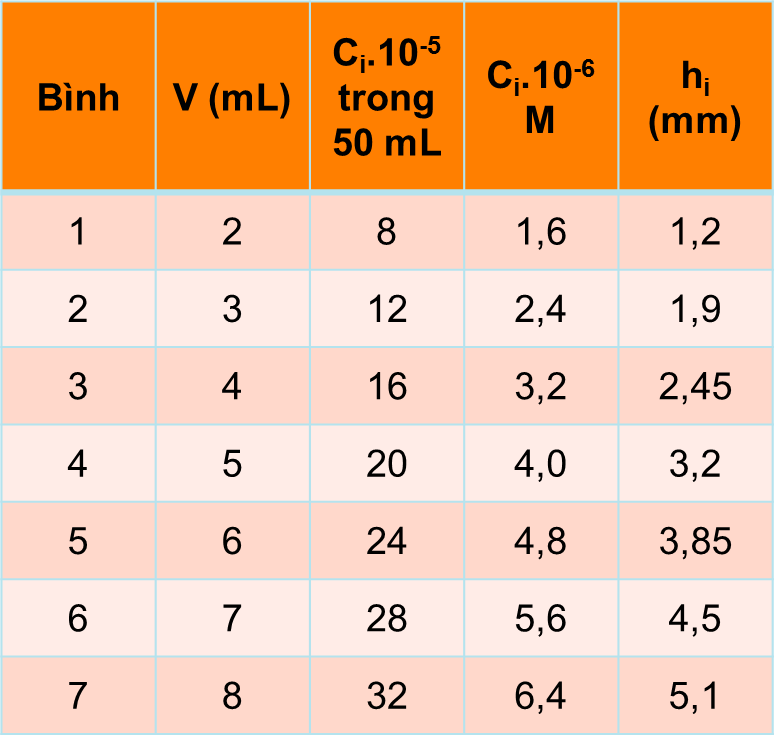 Bình V (mL) Ci.10-5 trong 50 mL Ci.10-6 M hi (mm)
1 2 8 1,6 1,2
2 3 12 2,4 1,9
3 4 16 3,2 2,45
4 5 20 4,0 3,2
5 6 24 4,8 3,85
6 7 28 5,6 4,5
7 8 32 6,4 5,1